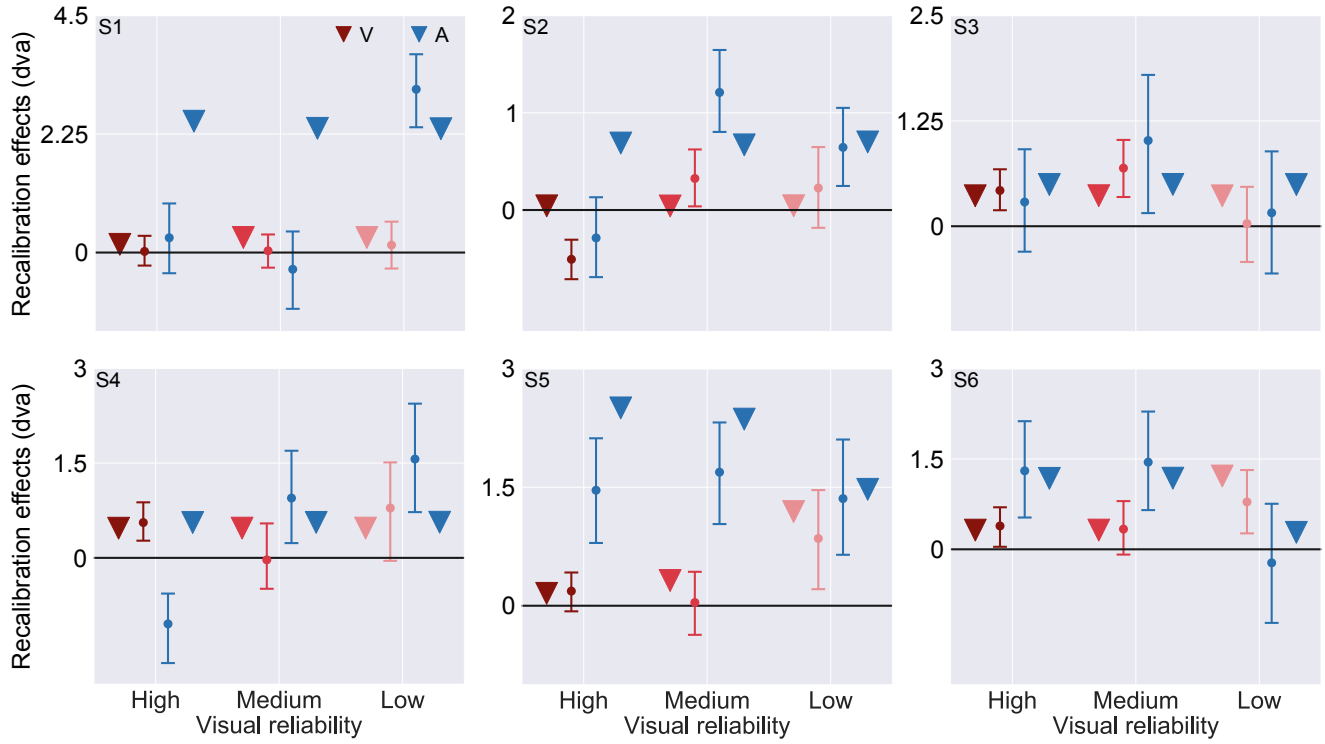 S1
V
A
Recalibration effects (dva)
4.5
2.25
0
S2
2
1
0
S3
2.5
1.25
0
S4
Recalibration effects (dva)
3
1.5
0
High
Medium
Low
Visual reliability
S5
3
1.5
0
High
Medium
Low
Visual reliability
S6
3
1.5
0
High
Medium
Low
Visual reliability